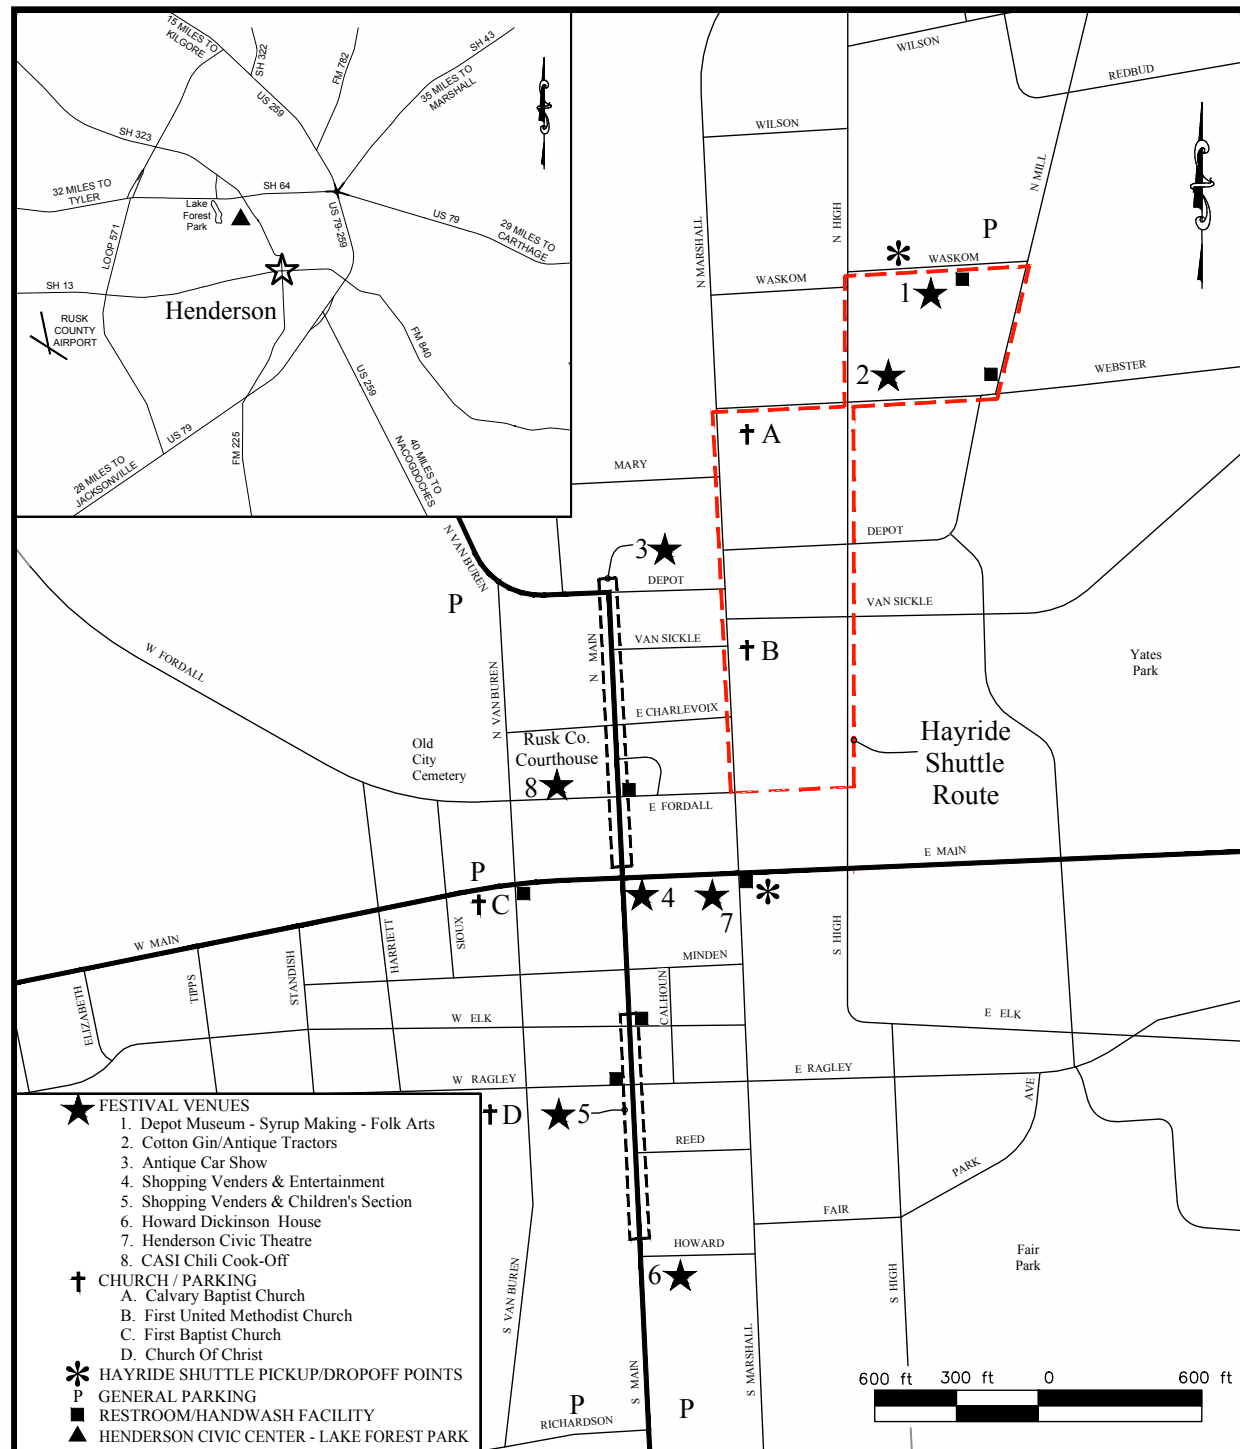 15 MILES TO
KILGORE
SH 322
FM 782
SH 43
US 259
35 MILES TO
MARSHALL
SH 323
32 MILES TO
TYLER
SH 64
Lake
Forest
Park
US 79-259
US 79
29 MILES TO
CARTHAGE
LOOP 571
SH 13
Henderson
RUSK
COUNTY
AIRPORT
FM 840
US 259
US 79
FM 225
40 MILES TO
NACOGDOCHES
28 MILES TO
JACKSONVILLE
WILSON
REDBUD
WILSON
N MILL
N MARSHALL
N HIGH
P
WASKOM
WASKOM
1
2
WEBSTER
A
MARY
N VAN BUREN
3
DEPOT
DEPOT
P
VAN SICKLE
VAN SICKLE
N MAIN
B
Yates
Park
W FORDALL
N VAN BUREN
E CHARLEVOIX
Old
City
Cemetery
Rusk Co.
Courthouse
8
Hayride
Shuttle
Route
E FORDALL
E MAIN
P
C
4
7
W MAIN
HARRIETT
SIOUX
S HIGH
MINDEN
STANDISH
TIPPS
ELIZABETH
CALHOUN
W ELK
E ELK
W RAGLEY
E RAGLEY
AVE
D
5
REED
PARK
FAIR
HOWARD
Fair
Park
6
S VAN BUREN
S HIGH
S MARSHALL
S MAIN
P
P
RICHARDSON
600 ft
300 ft
0
600 ft
FESTIVAL VENUES
1. Depot Museum - Syrup Making - Folk Arts
2. Cotton Gin/Antique Tractors
3. Antique Car Show
4. Shopping Venders & Entertainment
5. Shopping Venders & Children's Section
6. Howard Dickinson House
7. Henderson Civic Theatre
8. CASI Chili Cook-Off
CHURCH / PARKING
A. Calvary Baptist Church
B. First United Methodist Church
C. First Baptist Church
D. Church Of Christ
HAYRIDE SHUTTLE PICKUP/DROPOFF POINTS
P GENERAL PARKING
RESTROOM/HANDWASH FACILITY
HENDERSON CIVIC CENTER - LAKE FOREST PARK